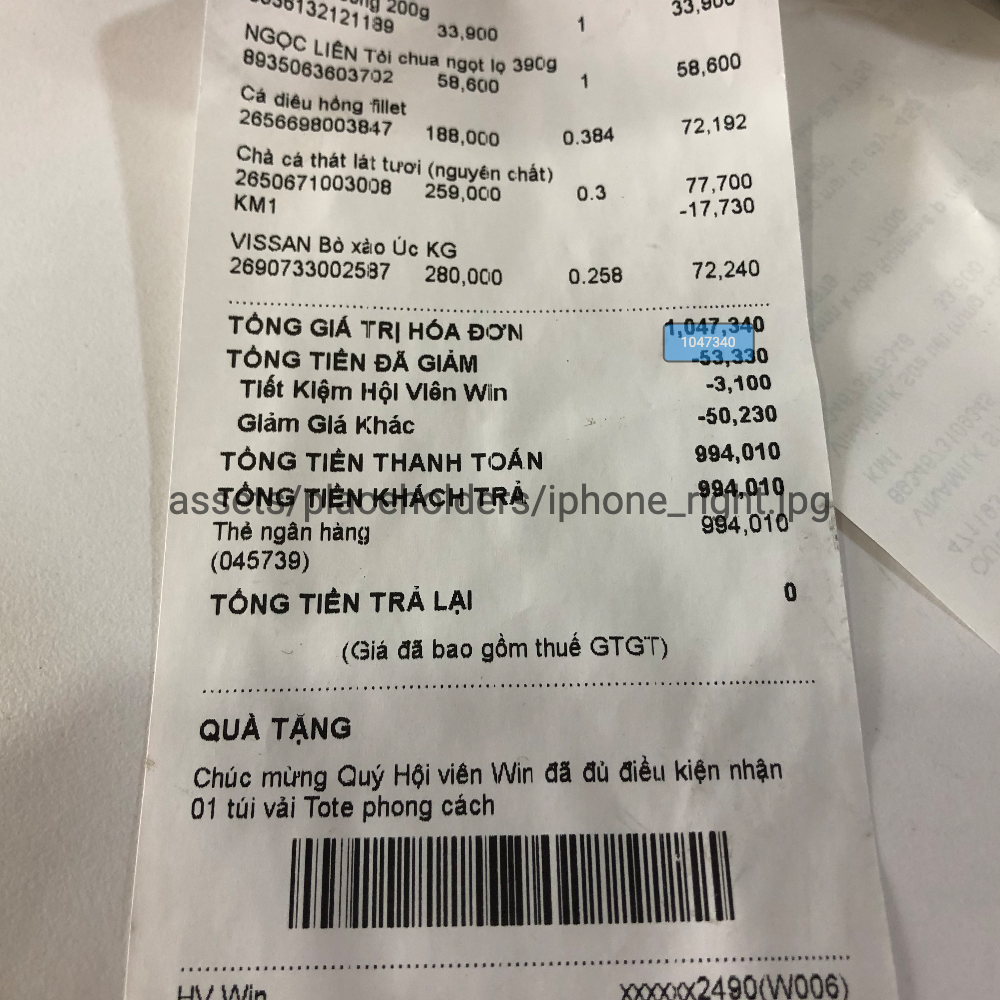 200g
33,900 1 33,900
NGỌC LIÊN Tỏi chua ngọt lọ 390g
8935063603702 58,600 1 58,600
Cá diêu hồng fillet
2656698003847 188,000 0.384 72,192
Chả cá thát lát tươi (nguyên chất)
2650671003008 259,000 0.3 77,700
KM1 -17,730
VISSAN Bò xào Úc KG
2690733002587 280,000 0.258 72,240
TỔNG GIÁ TRỊ HÓA ĐƠN 1,047,340
1047340
TỔNG TIỀN ĐÃ GIẢM -53,330
Tiết Kiệm Hội Viên Win -3,100
Giảm Giá Khác -50,230
TỔNG TIỀN THANH TOÁN 994,010
TỔNG TIỀN KHÁCH TRẢ 994,010
assets/placeholders/iphone_right.jpg
Thẻ ngân hàng 994,010
(045739)
TỔNG TIỀN TRẢ LẠI 0
(Giá đã bao gồm thuế GTGT)
QUÀ TẶNG
Chúc mừng Quý Hội viên Win đã đủ điều kiện nhận
01 túi vải Tote phong cách
HV Win xxxxxx2490(W006)